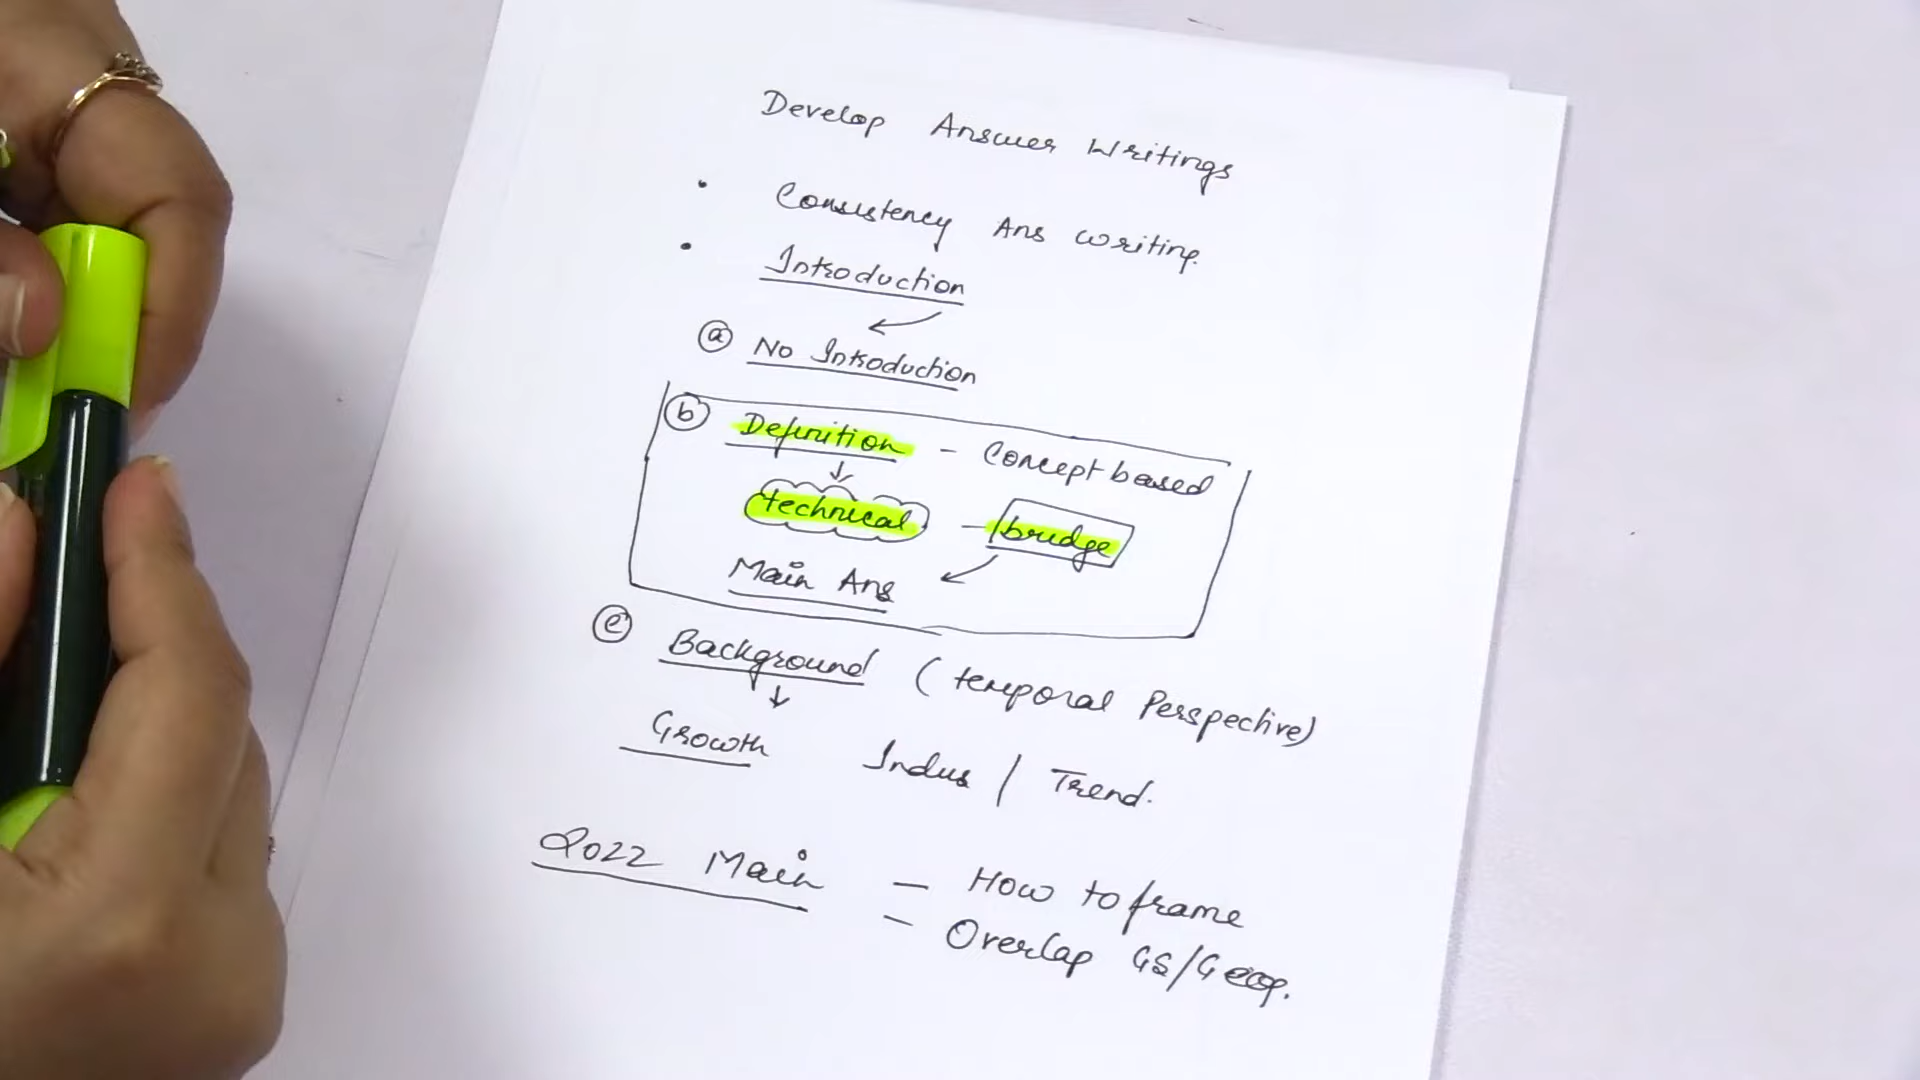 Develop Answer Writings
• Consistency Ans writing.
• Introduction
(a) No Introduction
(b) Definition - Concept based
technical - bridge
Main Ans
(c) Background (temporal Perspective)
Growth Indus / Trend.
2022 Main - How to frame
- Overlap GS/Geog.